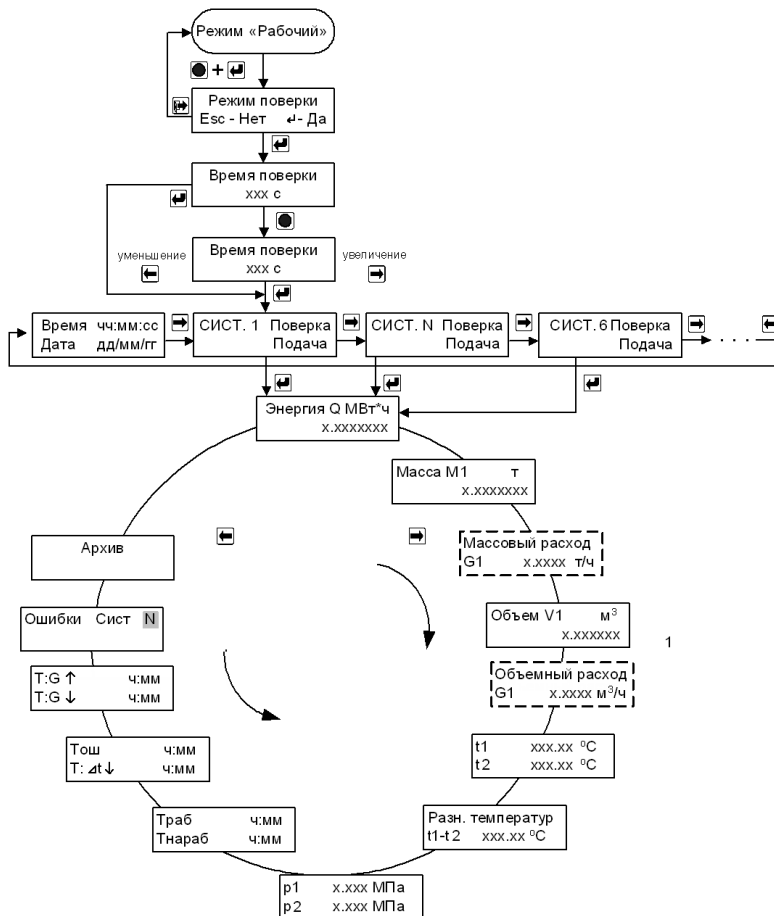 Режим «Рабочий»
+
Режим поверки
Esc - Нет ↵- Да
Время поверки
xxx с
Время поверки
xxx с
уменьшение
увеличение
Время чч:мм:сс
Дата дд/мм/гг
СИСТ. 1 Поверка
Подача
СИСТ. N Поверка
Подача
СИСТ. 6 Поверка
Подача
. . . .
Энергия Q МВт*ч
x.xxxxxxx
Масса М1 т
x.xxxxxxx
Массовый расход
G1 x.xxxx т/ч
Объем V1 м³
x.xxxxxx
1
Объемный расход
G1 x.xxxx м³/ч
t1 xxx.xx ⁰C
t2 xxx.xx ⁰C
Разн. температур
t1-t2 xxx.xx ⁰C
p1 x.xxx МПа
p2 x.xxx МПа
Траб ч:мм
Тнараб ч:мм
Тош ч:мм
Т: ⊿t↓ ч:мм
Т:G ↑ ч:мм
Т:G ↓ ч:мм
Ошибки Сист N
Архив